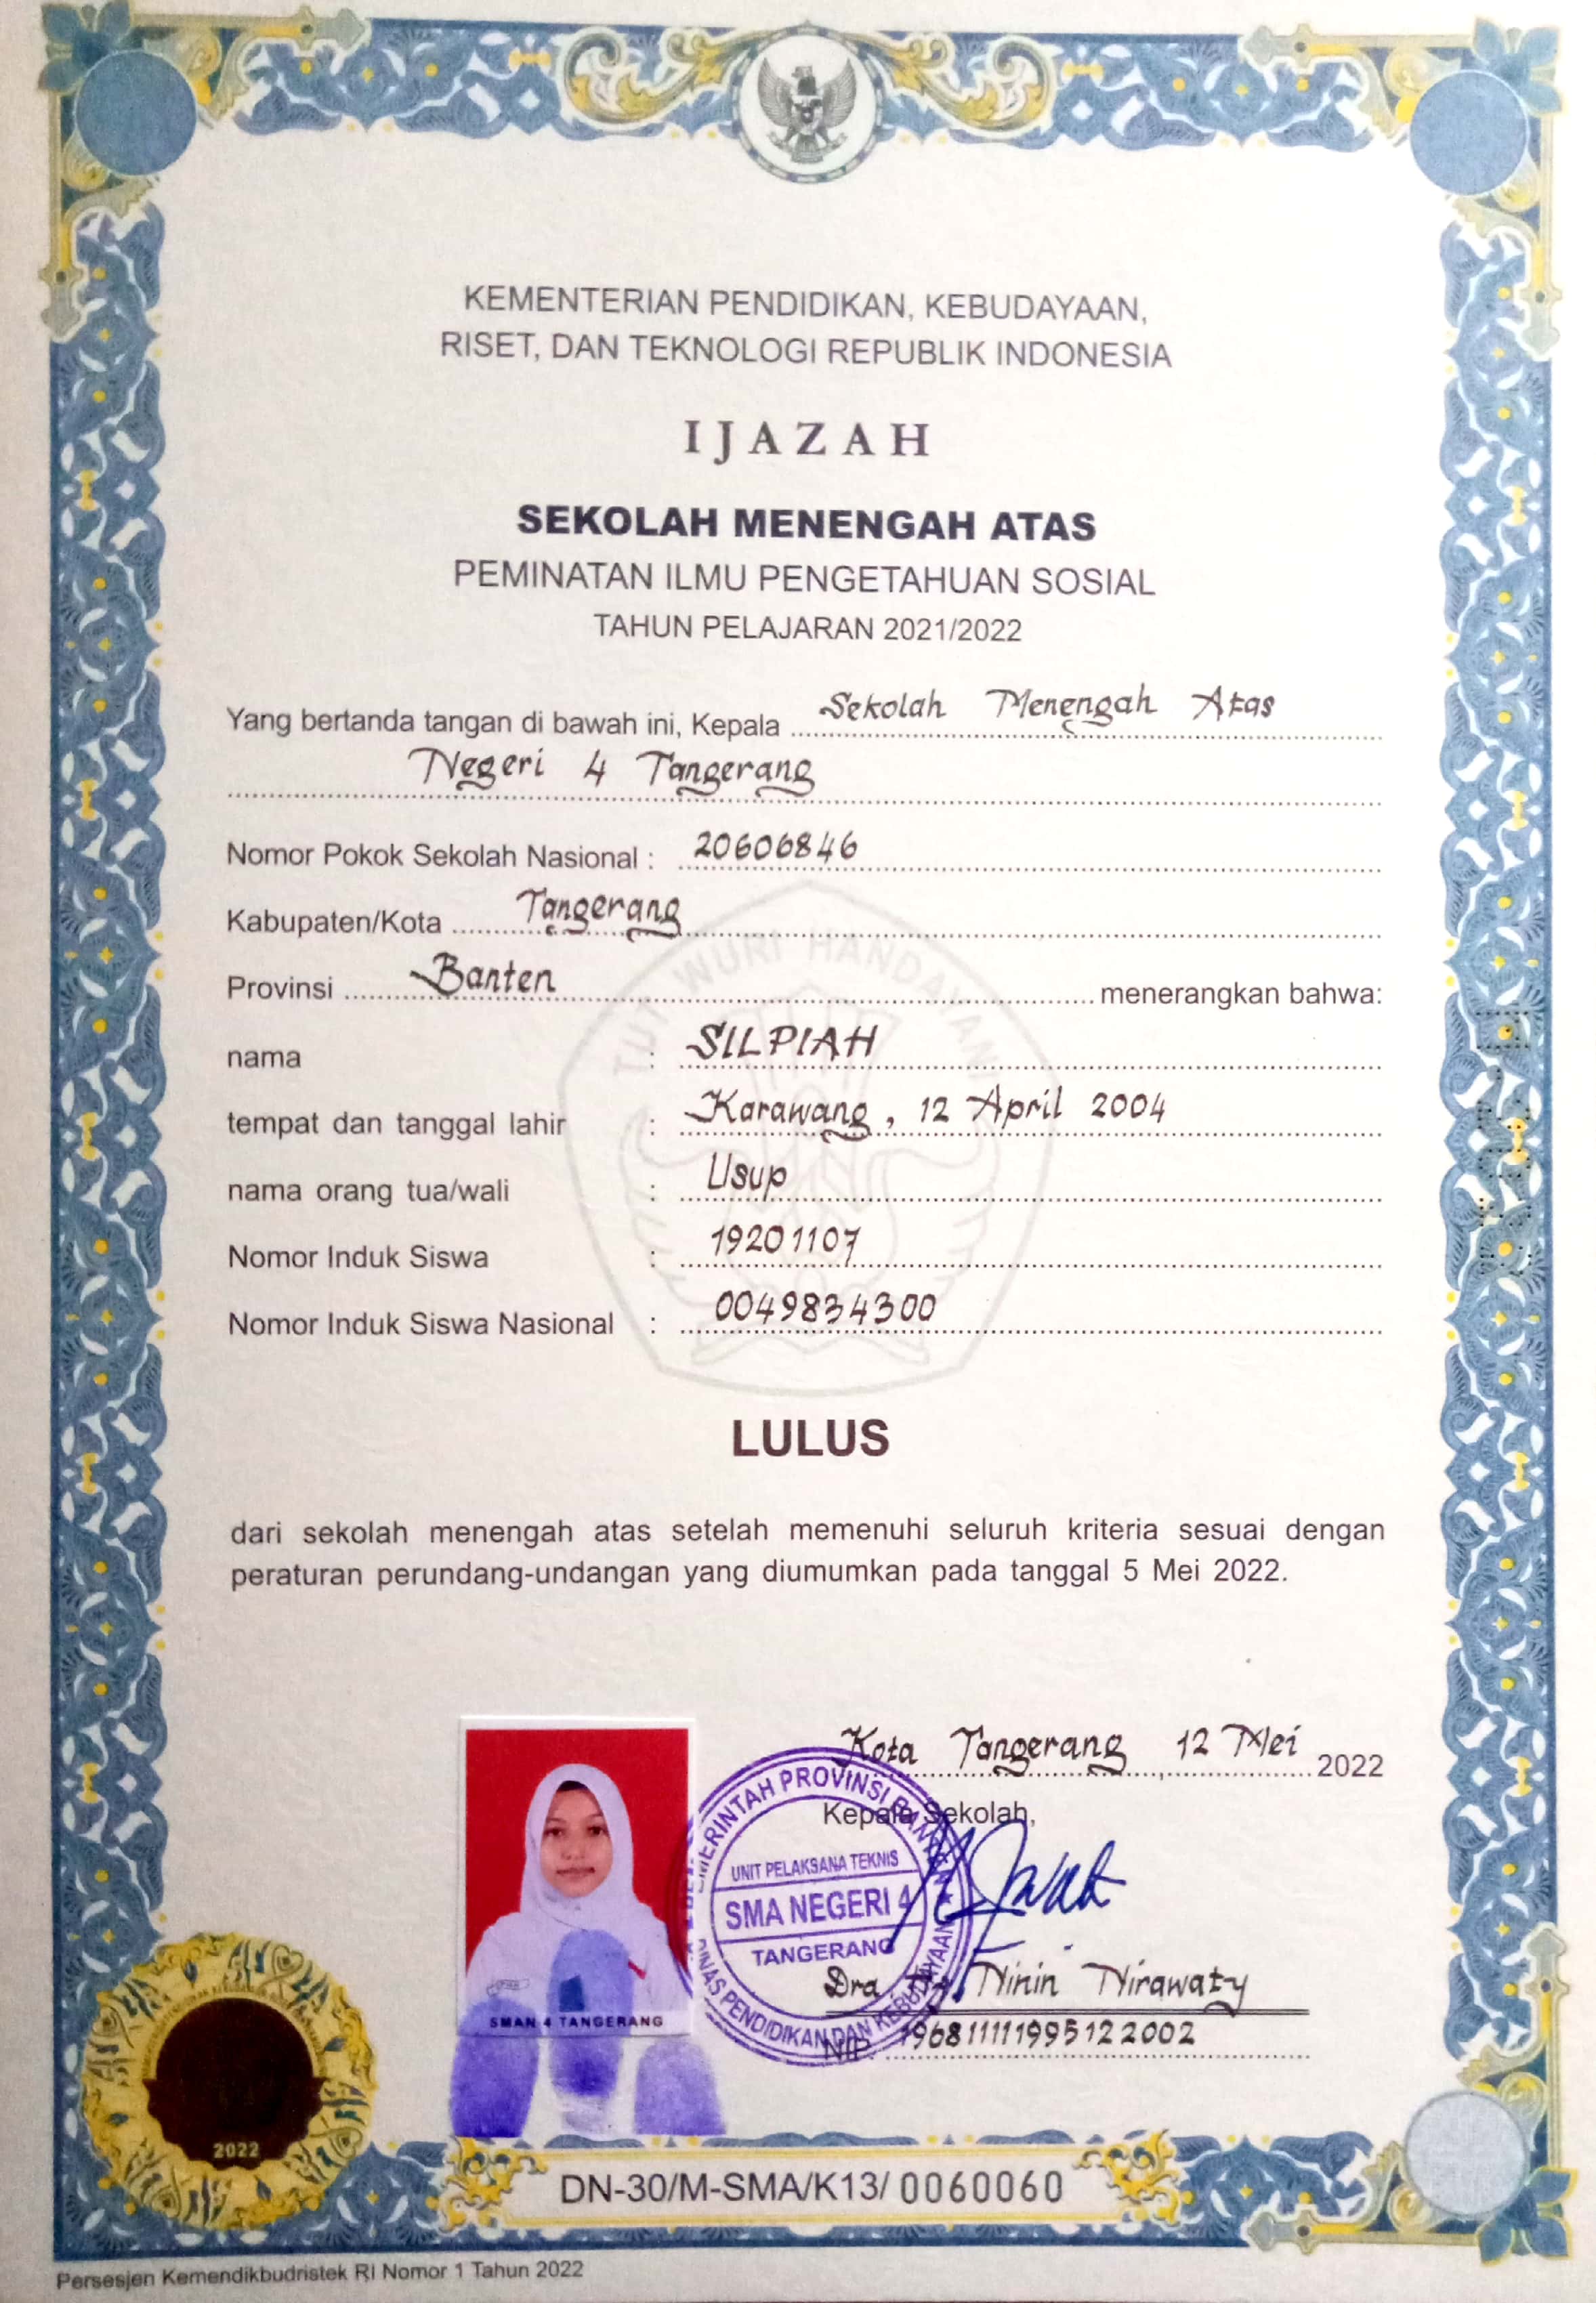 KEMENTERIAN PENDIDIKAN, KEBUDAYAAN,
RISET, DAN TEKNOLOGI REPUBLIK INDONESIA
IJAZAH
SEKOLAH MENENGAH ATAS
PEMINATAN ILMU PENGETAHUAN SOSIAL
TAHUN PELAJARAN 2021/2022
Yang bertanda tangan di bawah ini, Kepala Sekolah Menengah Atas
Negeri 4 Tangerang
Nomor Pokok Sekolah Nasional : 20606846
Kabupaten/Kota Tangerang
Provinsi Banten menerangkan bahwa:
nama : SILPIAH
tempat dan tanggal lahir : Karawang, 12 April 2004
nama orang tua/wali : Usup
Nomor Induk Siswa : 19201107
Nomor Induk Siswa Nasional : 0049834300
TUT WURI HANDAYANI
LULUS
dari sekolah menengah atas setelah memenuhi seluruh kriteria sesuai dengan
peraturan perundang-undangan yang diumumkan pada tanggal 5 Mei 2022.
Kota Tangerang, 12 Mei 2022
Kepala Sekolah,
PEMERINTAH PROVINSI BANTEN
UNIT PELAKSANA TEKNIS
SMA NEGERI 4
TANGERANG
DINAS PENDIDIKAN DAN KEBUDAYAAN
Dra. Ninin Nirawaty
NIP. 196811111995122002
SMAN 4 TANGERANG
2022
DN-30/M-SMA/K13/ 0060060
Persesjen Kemendikbudristek RI Nomor 1 Tahun 2022